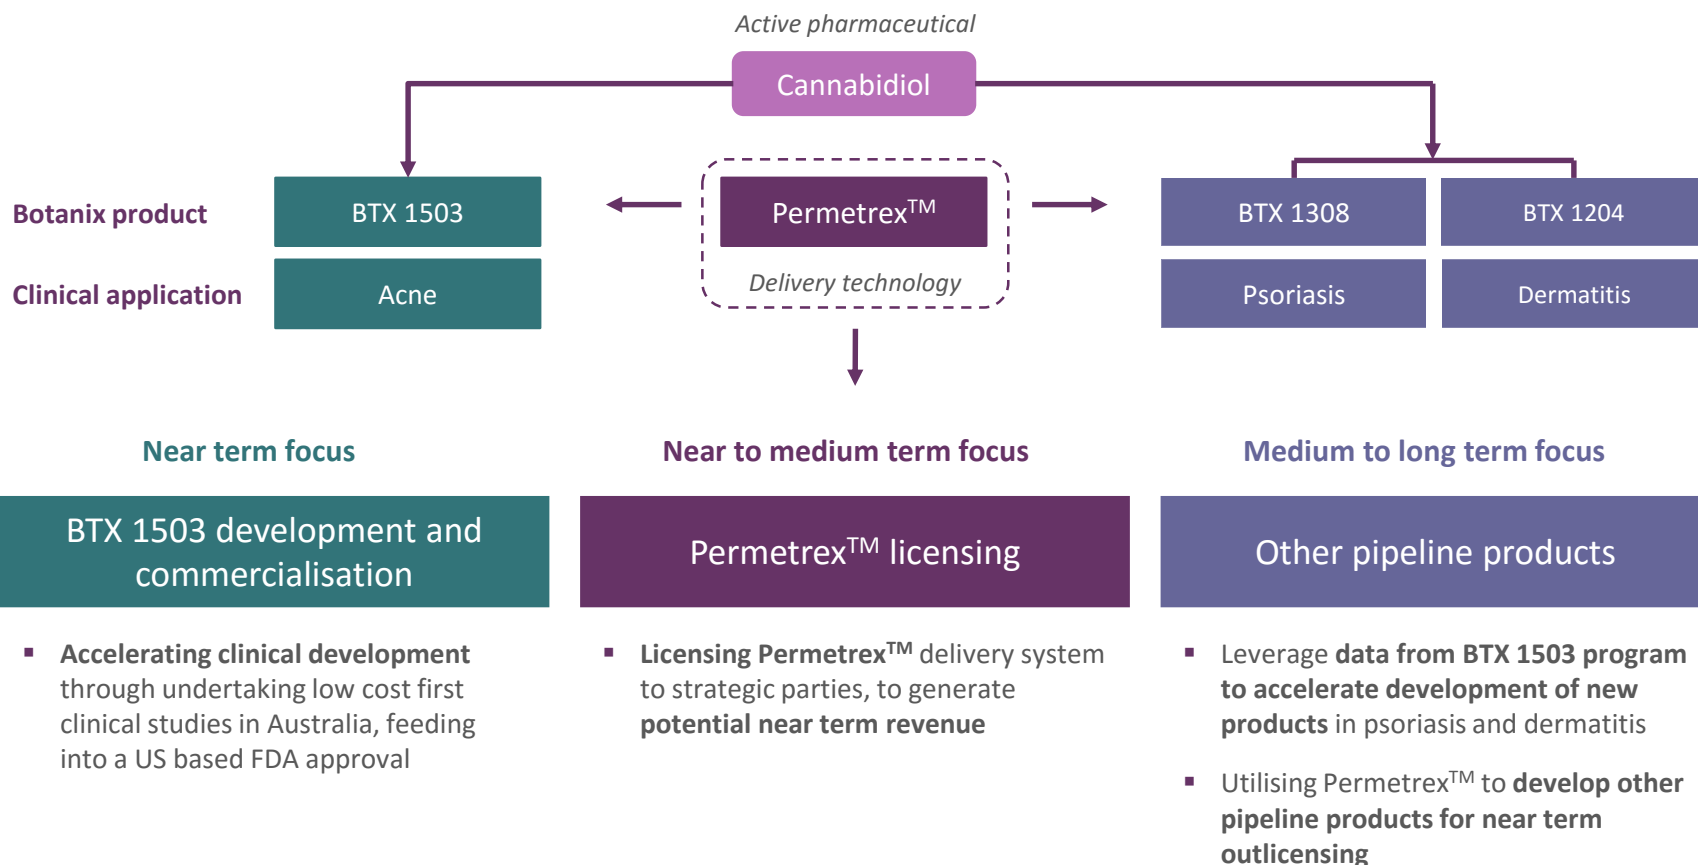 Active pharmaceutical
Cannabidiol
Botanix product
BTX 1503
Permetrex™
BTX 1308
BTX 1204
Clinical application
Acne
Delivery technology
Psoriasis
Dermatitis
Near term focus
Near to medium term focus
Medium to long term focus
BTX 1503 development and
commercialisation
Permetrex™ licensing
Other pipeline products
▪ Accelerating clinical development
through undertaking low cost first
clinical studies in Australia, feeding
into a US based FDA approval
▪ Licensing Permetrex™ delivery system
to strategic parties, to generate
potential near term revenue
▪ Leverage data from BTX 1503 program
to accelerate development of new
products in psoriasis and dermatitis
▪ Utilising Permetrex™ to develop other
pipeline products for near term
outlicensing